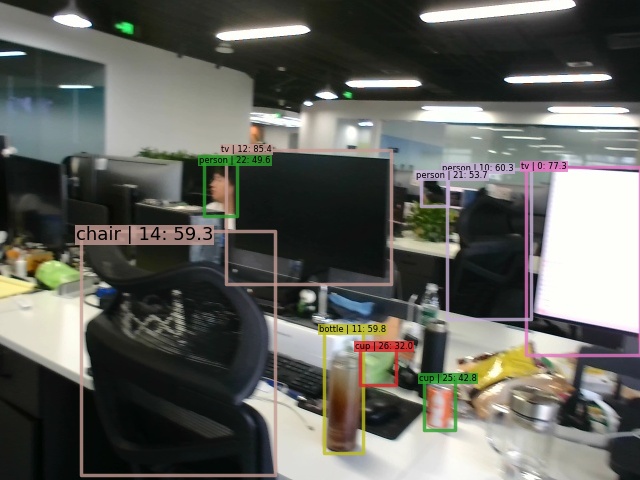 tv | 12: 85.4
person | 22: 49.6
person | 10: 60.3
tv | 0: 77.3
person | 21: 53.7
chair | 14: 59.3
bottle | 11: 59.8
cup | 26: 32.0
cup | 25: 42.8